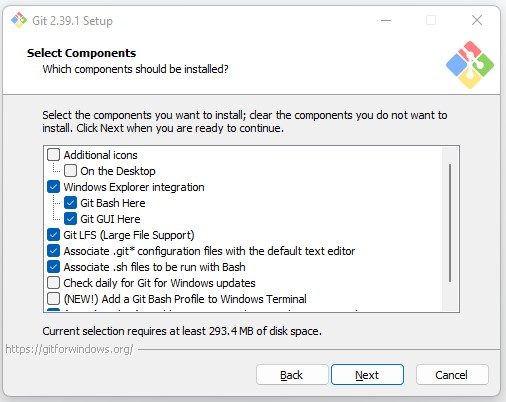 Git 2.39.1 Setup
Select Components
Which components should be installed?
Select the components you want to install; clear the components you do not want to
install. Click Next when you are ready to continue.
Additional icons
On the Desktop
Windows Explorer integration
Git Bash Here
Git GUI Here
Git LFS (Large File Support)
Associate .git* configuration files with the default text editor
Associate .sh files to be run with Bash
Check daily for Git for Windows updates
(NEW!) Add a Git Bash Profile to Windows Terminal
Current selection requires at least 293.4 MB of disk space.
https://gitforwindows.org/
Back
Next
Cancel